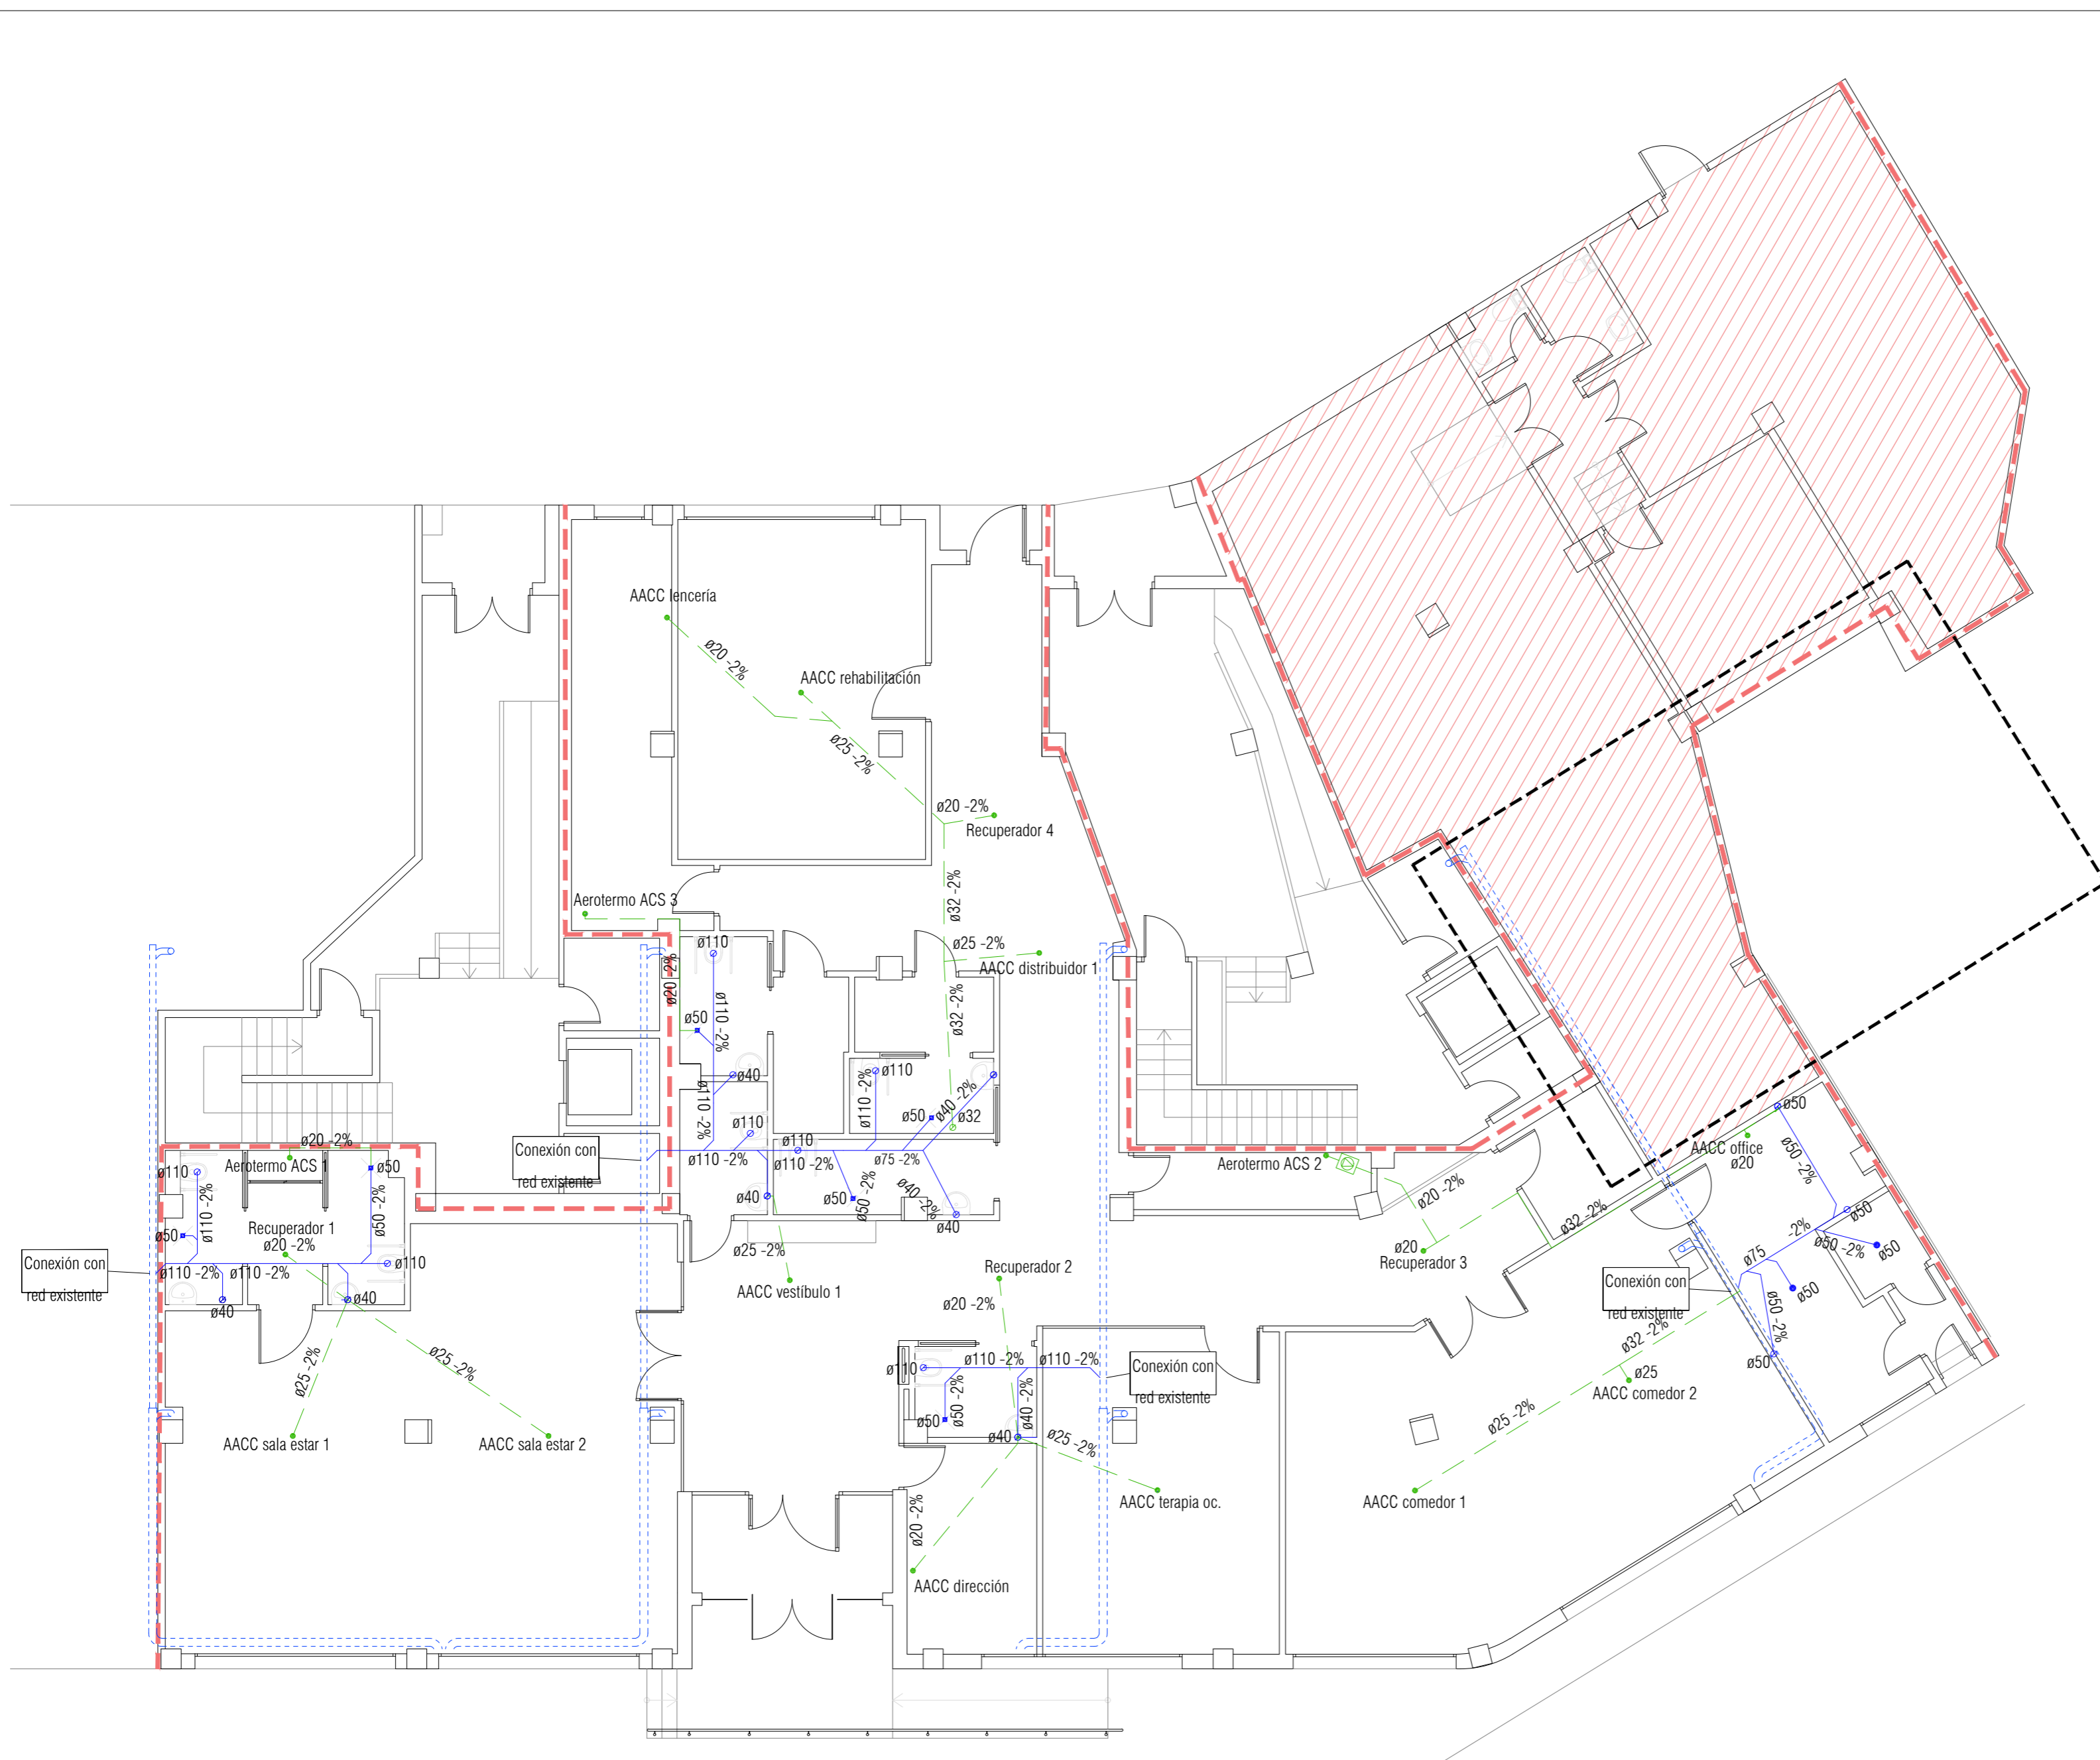 AACC lencería
ø20 -2%
AACC rehabilitación
ø25 -2%
ø20 -2%
Recuperador 4
ø32 -2%
Aerotermo ACS 3
ø110
ø25 -2%
AACC distribuidor 1
ø20 -2%
ø110 -2%
ø50
ø32 -2%
ø40
ø110
ø110 -2%
ø50
ø40 -2%
ø32
ø110 -2%
ø110
ø110
ø110 -2%
ø110 -2%
ø75 -2%
ø40
ø50
ø50 -2%
ø40 -2%
ø40
Conexión con
red existente
ø20 -2%
Aerotermo ACS 1
ø110
ø50
ø110 -2%
ø50 -2%
ø50
Recuperador 1
ø20 -2%
ø110
Conexión con
red existente
ø110 -2%
ø110 -2%
ø40
ø40
ø25 -2%
ø25 -2%
AACC sala estar 1
AACC sala estar 2
ø25 -2%
AACC vestíbulo 1
Recuperador 2
ø20 -2%
ø110
ø110 -2%
ø110 -2%
Conexión con
red existente
ø50 -2%
ø40 -2%
ø50
ø40
ø25 -2%
AACC terapia oc.
ø20 -2%
AACC dirección
Aerotermo ACS 2
ø20 -2%
ø20
Recuperador 3
ø32 -2%
AACC office
ø20
ø50
ø50 -2%
ø50
-2%
ø75
ø50 -2%
ø50
ø50
ø50 -2%
ø50
Conexión con
red existente
ø32 -2%
ø25
AACC comedor 2
ø25 -2%
AACC comedor 1